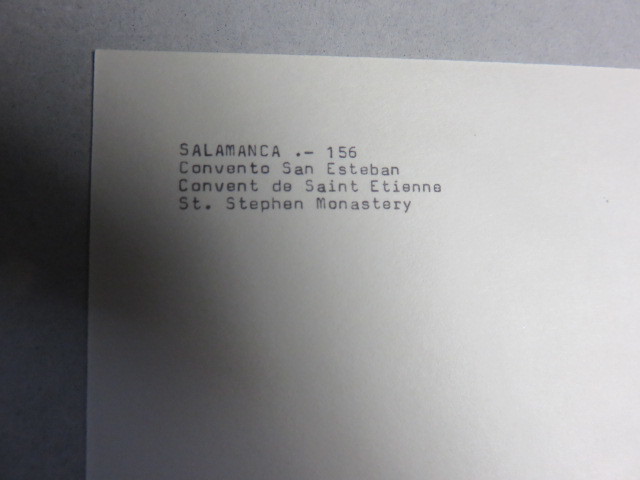 SALAMANCA .- 156
Convento San Esteban
Convent de Saint Etienne
St. Stephen Monastery